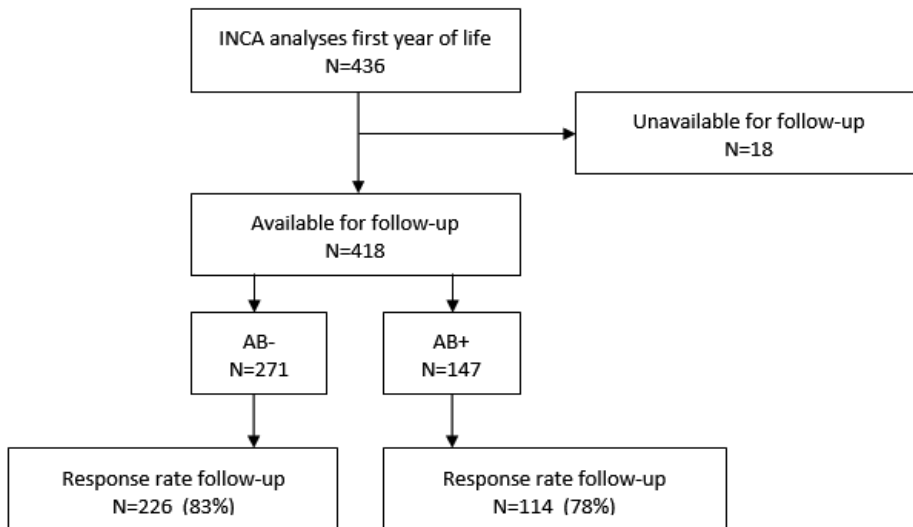 INCA analyses first year of life
N=436
Unavailable for follow-up
N=18
Available for follow-up
N=418
AB-
N=271
AB+
N=147
Response rate follow-up
N=226 (83%)
Response rate follow-up
N=114 (78%)